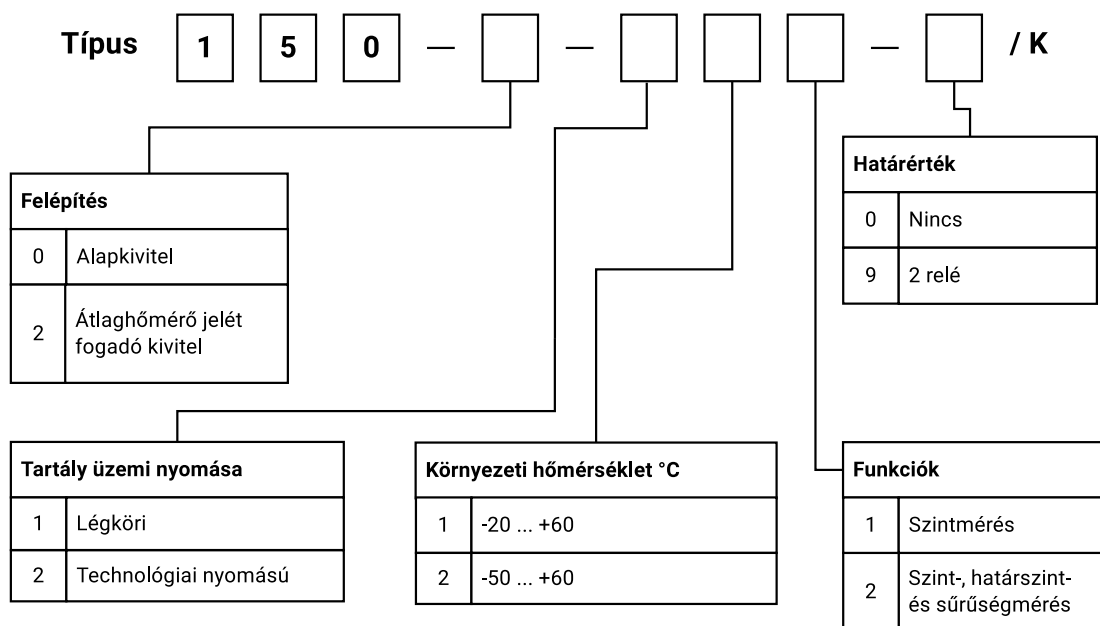 Típus 1 5 0 — — — / K
Felépítés
0 Alapkivitel
2 Átlaghőmérő jelét
fogadó kivitel
Határérték
0 Nincs
9 2 relé
Tartály üzemi nyomása
1 Légköri
2 Technológiai nyomású
Környezeti hőmérséklet °C
1 -20 ... +60
2 -50 ... +60
Funkciók
1 Szintmérés
2 Szint-, határszint-
és sűrűségmérés